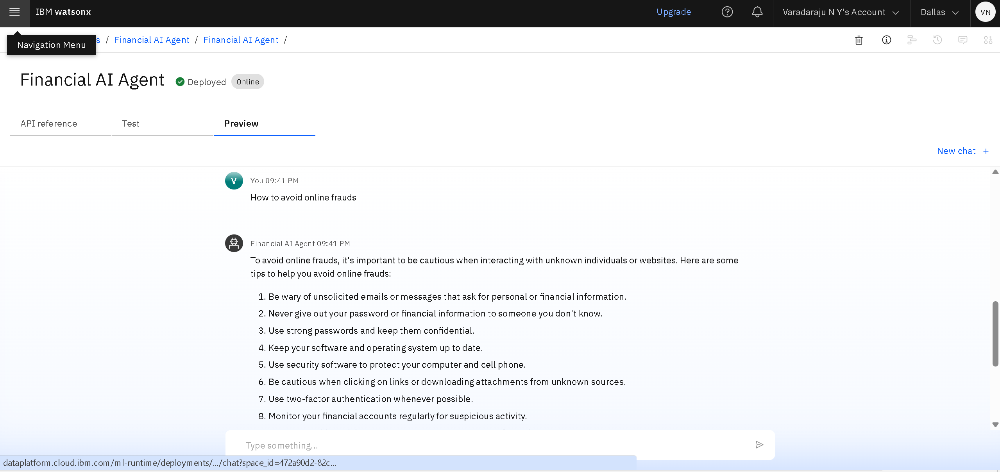 IBM watsonx
Upgrade
Varadaraju N Y's Account
Dallas
VN
Navigation Menu
s / Financial AI Agent / Financial AI Agent /
Financial AI Agent
Deployed
Online
API reference
Test
Preview
New chat +
V
You 09:41 PM
How to avoid online frauds
Financial AI Agent 09:41 PM
To avoid online frauds, it's important to be cautious when interacting with unknown individuals or websites. Here are some
tips to help you avoid online frauds:
1. Be wary of unsolicited emails or messages that ask for personal or financial information.
2. Never give out your password or financial information to someone you don't know.
3. Use strong passwords and keep them confidential.
4. Keep your software and operating system up to date.
5. Use security software to protect your computer and cell phone.
6. Be cautious when clicking on links or downloading attachments from unknown sources.
7. Use two-factor authentication whenever possible.
8. Monitor your financial accounts regularly for suspicious activity.
Type something...
dataplatform.cloud.ibm.com/ml-runtime/deployments/.../chat?space_id=472a90d2-82c...